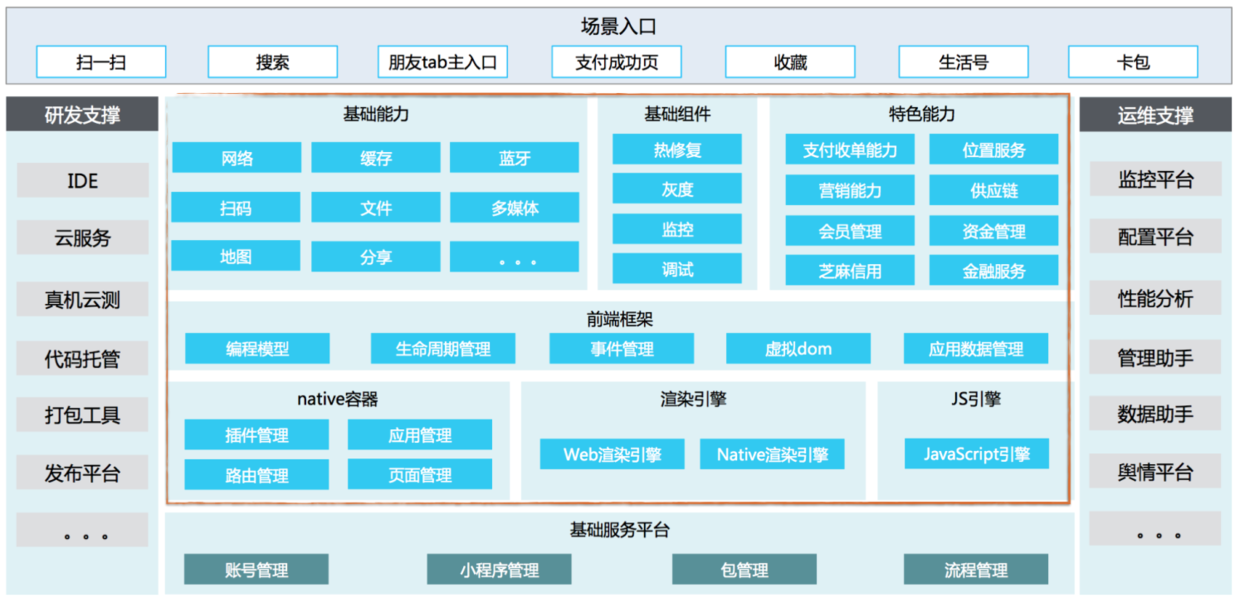 场景入口
扫一扫
搜索
朋友tab主入口
支付成功页
收藏
生活号
卡包
研发支撑
IDE
云服务
真机云测
代码托管
打包工具
发布平台
。。。
基础能力
网络
缓存
蓝牙
扫码
文件
多媒体
地图
分享
。。。
基础组件
热修复
灰度
监控
调试
特色能力
支付收单能力
位置服务
营销能力
供应链
会员管理
资金管理
芝麻信用
金融服务
前端框架
编程模型
生命周期管理
事件管理
虚拟dom
应用数据管理
native容器
插件管理
应用管理
路由管理
页面管理
渲染引擎
Web渲染引擎
Native渲染引擎
JS引擎
JavaScript引擎
基础服务平台
账号管理
小程序管理
包管理
流程管理
运维支撑
监控平台
配置平台
性能分析
管理助手
数据助手
舆情平台
。。。